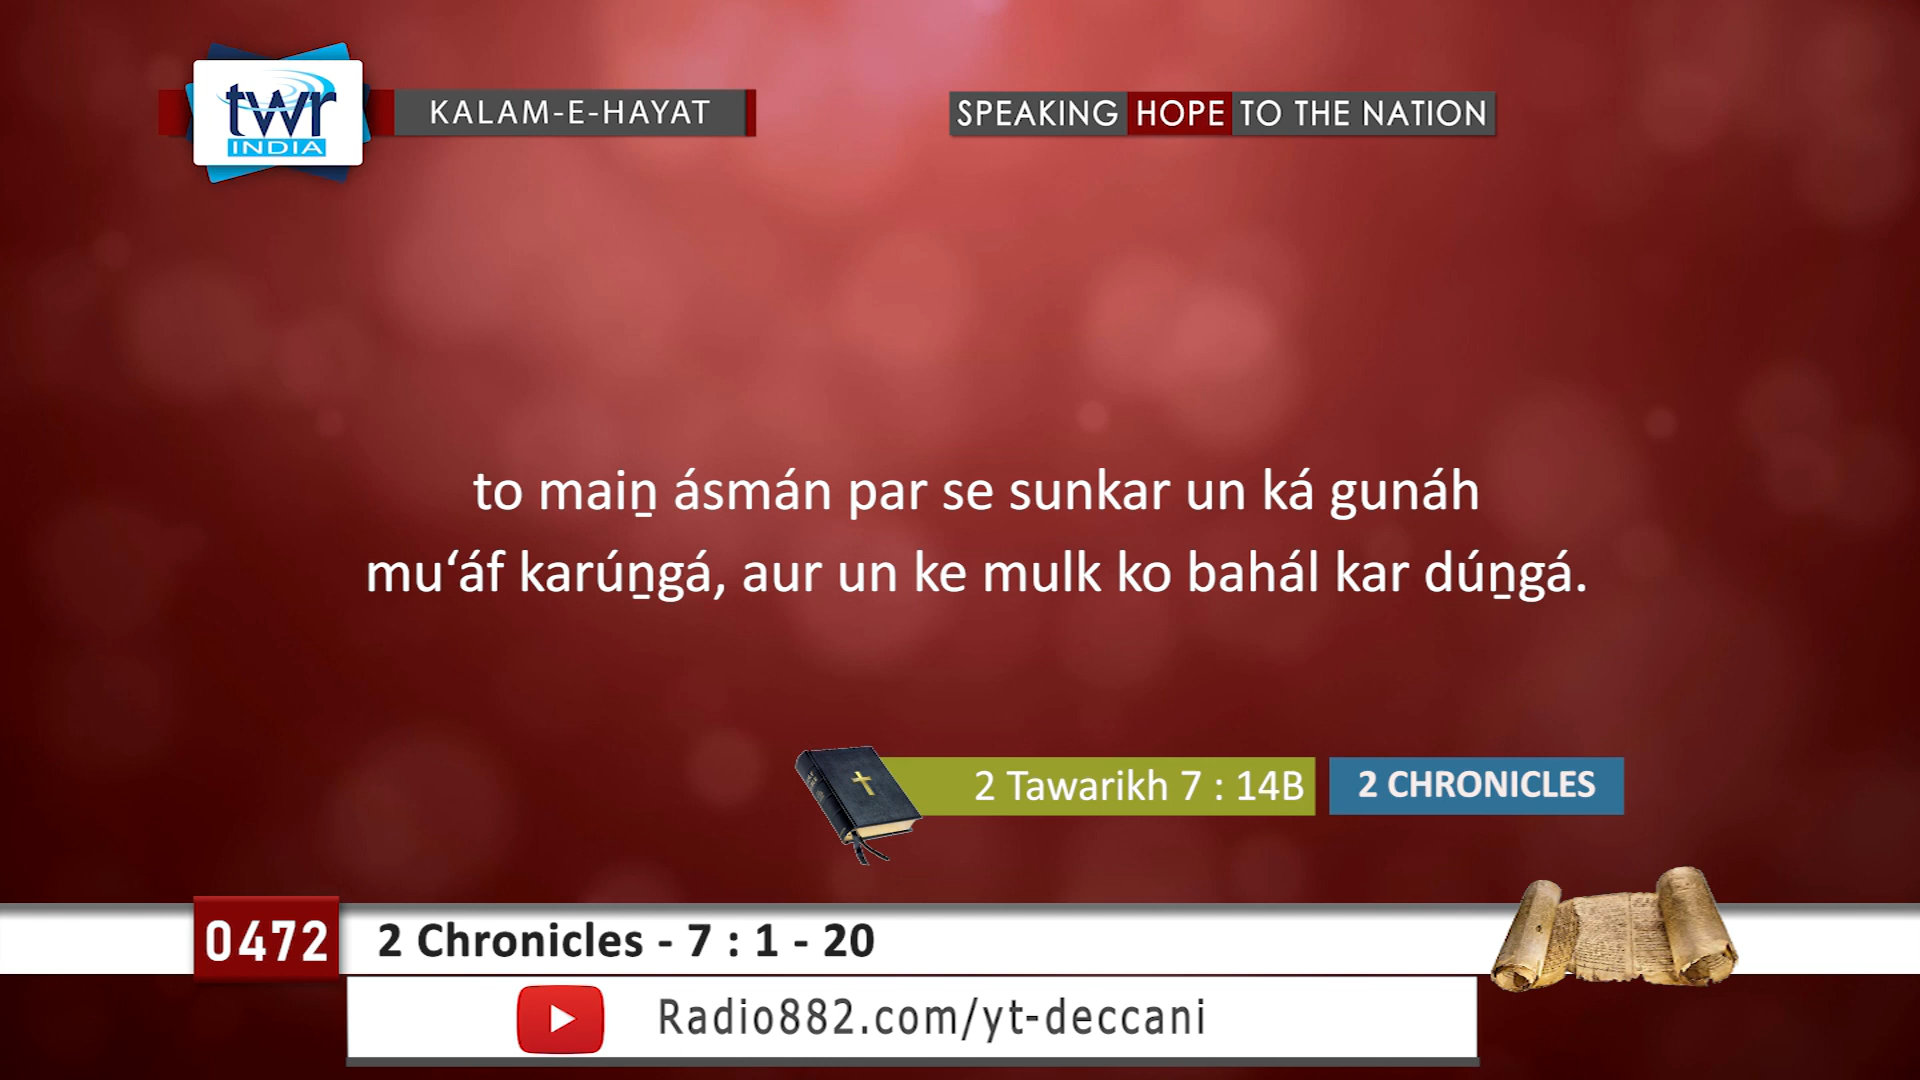 twr
INDIA
KALAM-E-HAYAT
SPEAKING HOPE TO THE NATION
to maiṉ ásmán par se sunkar un ká gunáh
mu‘áf karúṉgá, aur un ke mulk ko bahál kar dúṉgá.
2 Tawarikh 7 : 14B
2 CHRONICLES
0472
2 Chronicles - 7 : 1 - 20
Radio882.com/yt-deccani